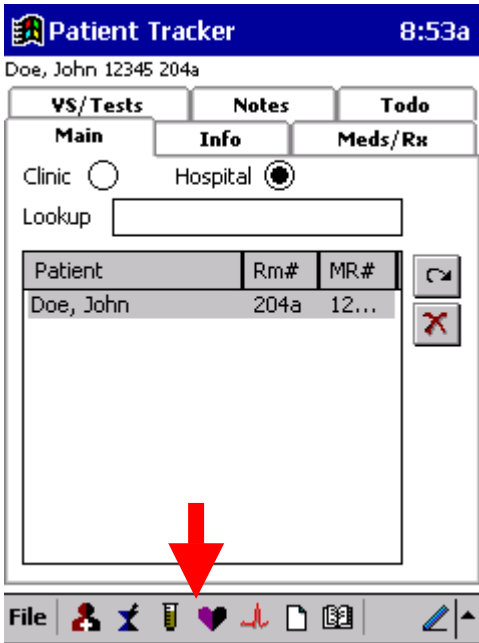 Patient Tracker 8:53a
Doe, John 12345 204a
VS/Tests Notes Todo
Main Info Meds/Rx
Clinic Hospital
Lookup
Patient Rm# MR#
Doe, John 204a 12...
File